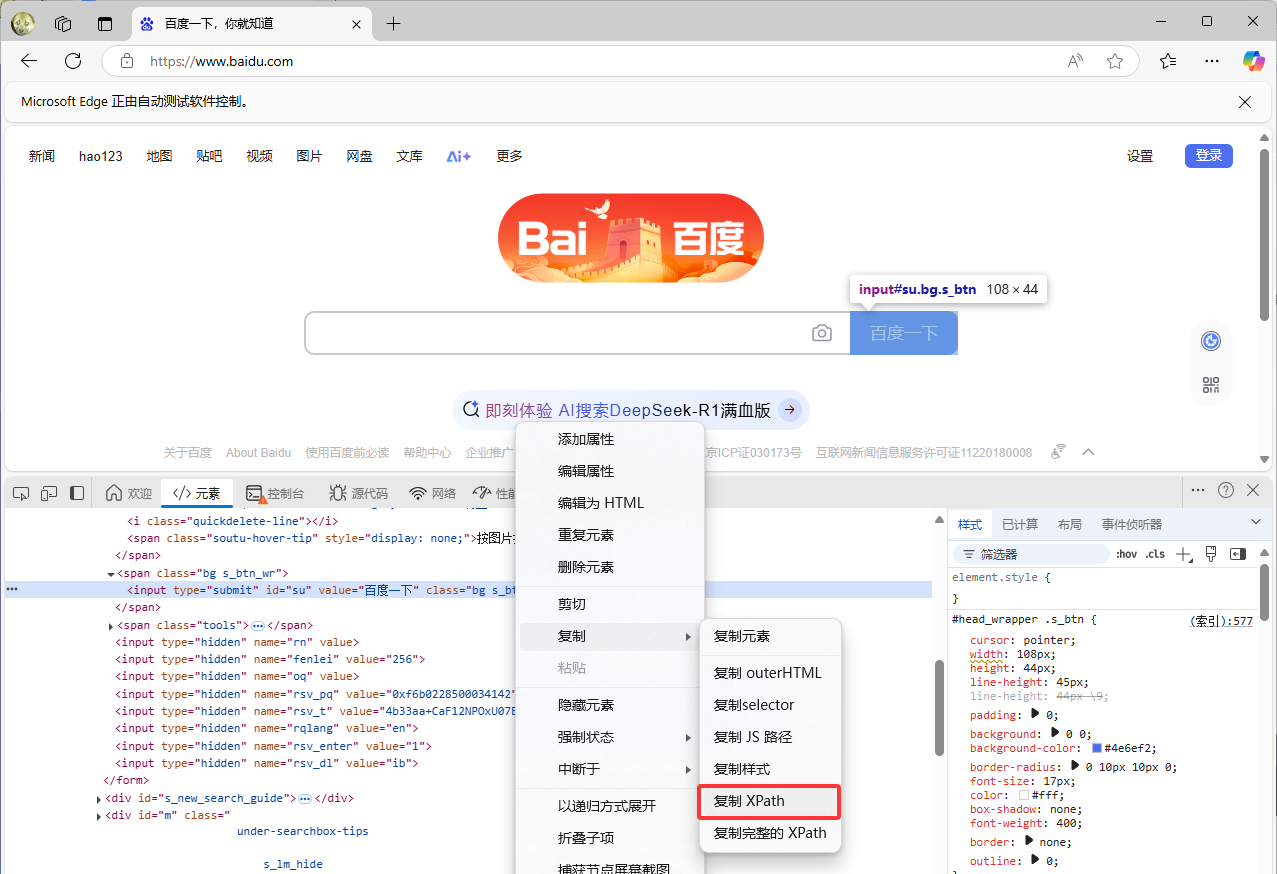 百度一下，你就知道
https://www.baidu.com
Microsoft Edge 正由自动测试软件控制。
新闻 hao123 地图 贴吧 视频 图片 网盘 文库 Ai+ 更多 设置 登录
Bai 百度
input#su.bg.s_btn 108 × 44
百度一下
即刻体验 AI搜索DeepSeek-R1满血版
关于百度 About Baidu 使用百度前必读 帮助中心 企业推广 京ICP证030173号 互联网新闻信息服务许可证11220180008
欢迎 </> 元素 控制台 源代码 网络 性能
<i class="quickdelete-line"></i>
<span class="soutu-hover-tip" style="display: none;">按图片
</span>
<span class="bg s_btn_wr">
<input type="submit" id="su" value="百度一下" class="bg s_bt
</span>
<span class="tools"> </span>
<input type="hidden" name="rn" value>
<input type="hidden" name="fenlei" value="256">
<input type="hidden" name="oq" value>
<input type="hidden" name="rsv_pq" value="0xf6b0228500034142"
<input type="hidden" name="rsv_t" value="4b33aa+CaF12NPOxU07E
<input type="hidden" name="rqlang" value="en">
<input type="hidden" name="rsv_enter" value="1">
<input type="hidden" name="rsv_dl" value="ib">
</form>
<div id="s_new_search_guide"> </div>
<div id="m" class="
under-searchbox-tips
s_lm_hide
添加属性
编辑属性
编辑为 HTML
重复元素
删除元素
剪切
复制
粘贴
隐藏元素
强制状态
中断于
以递归方式展开
折叠子项
捕获节点屏幕截图
复制元素
复制 outerHTML
复制selector
复制 JS 路径
复制样式
复制 XPath
复制完整的 XPath
样式 已计算 布局 事件侦听器
筛选器 :hov .cls
element.style {
}
#head_wrapper .s_btn { (索引):577
cursor: pointer;
width: 108px;
height: 44px;
line-height: 45px;
line-height: 44px\9;
padding: 0;
background: 0 0;
background-color: #4e6ef2;
border-radius: 0 10px 10px 0;
font-size: 17px;
color: #fff;
box-shadow: none;
font-weight: 400;
border: none;
outline: 0;